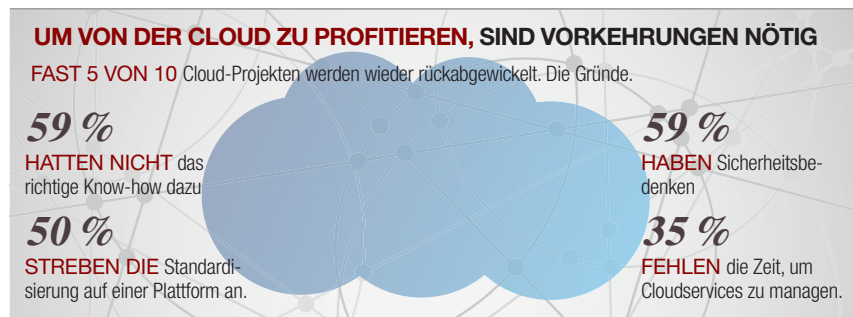 UM VON DER CLOUD ZU PROFITIEREN, SIND VORKEHRUNGEN NÖTIG
FAST 5 VON 10 Cloud-Projekten werden wieder rückabgewickelt. Die Gründe.
59 %
HATTEN NICHT das
richtige Know-how dazu
50 %
STREBEN DIE Standardi-
sierung auf einer Plattform an.
59 %
HABEN Sicherheitsbe-
denken
35 %
FEHLEN die Zeit, um
Cloudservices zu managen.